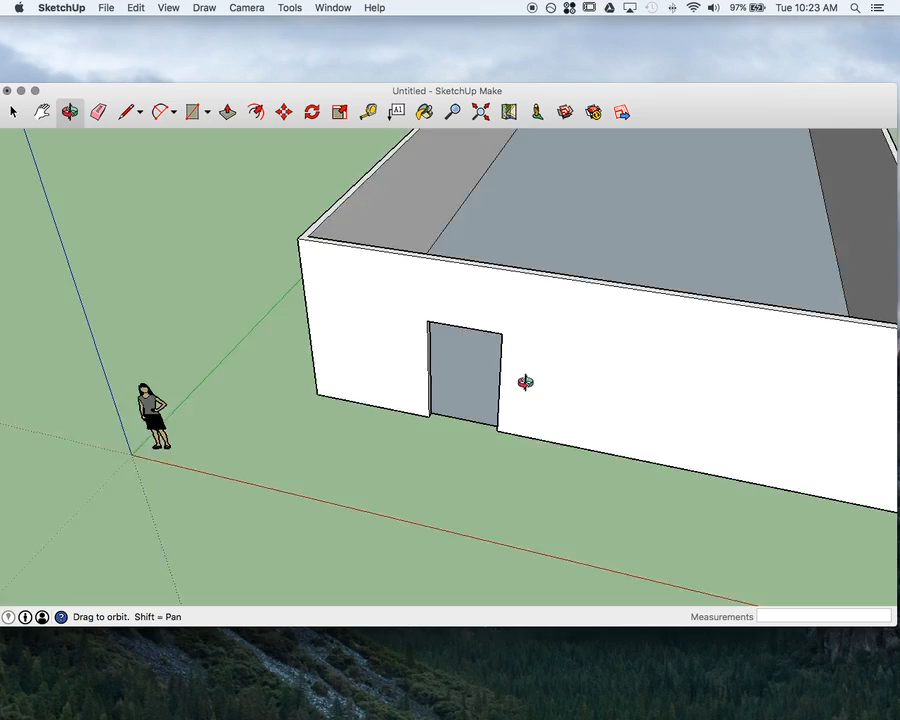 SketchUp File Edit View Draw Camera Tools Window Help 97% Tue 10:23 AM
Untitled - SketchUp Make
A1
Drag to orbit. Shift = Pan Measurements